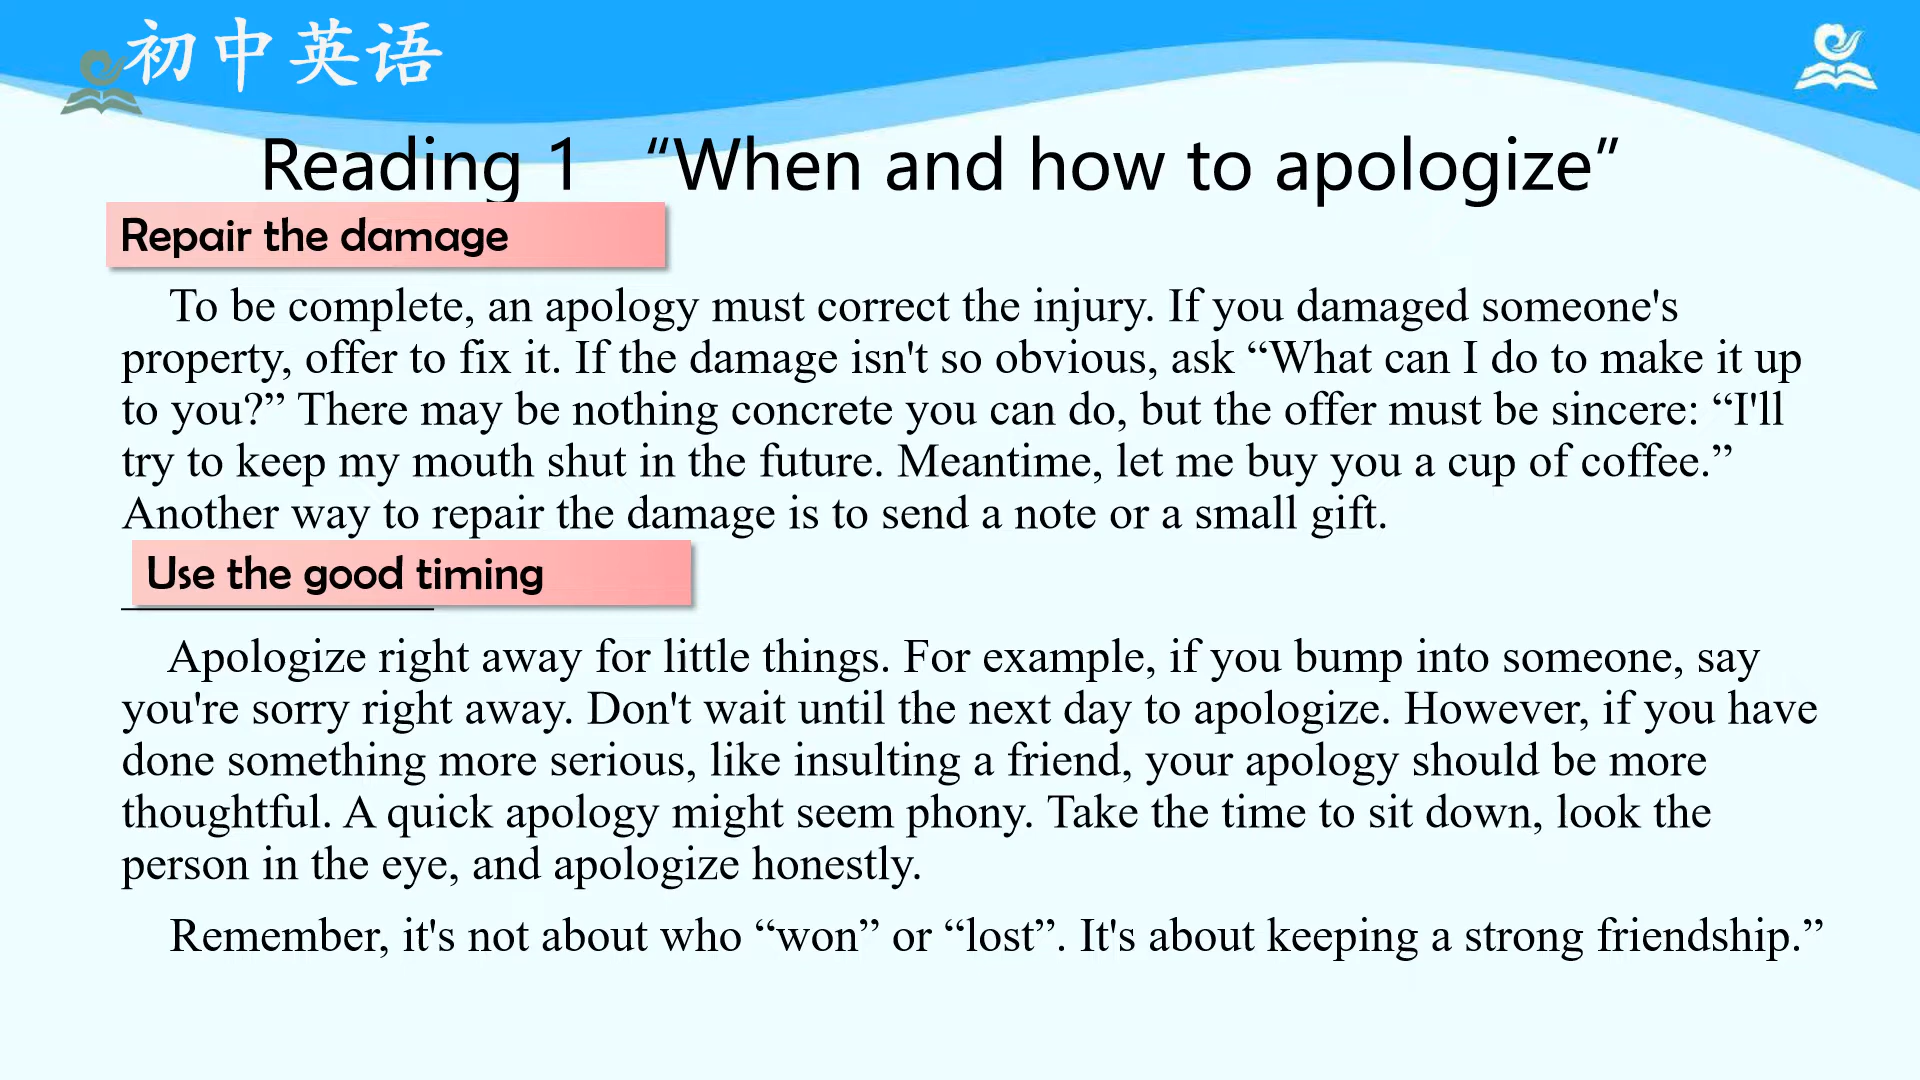 初中英语
Reading 1 “When and how to apologize”
Repair the damage
To be complete, an apology must correct the injury. If you damaged someone's
property, offer to fix it. If the damage isn't so obvious, ask “What can I do to make it up
to you?” There may be nothing concrete you can do, but the offer must be sincere: “I'll
try to keep my mouth shut in the future. Meantime, let me buy you a cup of coffee.”
Another way to repair the damage is to send a note or a small gift.
Use the good timing
Apologize right away for little things. For example, if you bump into someone, say
you're sorry right away. Don't wait until the next day to apologize. However, if you have
done something more serious, like insulting a friend, your apology should be more
thoughtful. A quick apology might seem phony. Take the time to sit down, look the
person in the eye, and apologize honestly.
Remember, it's not about who “won” or “lost”. It's about keeping a strong friendship.”